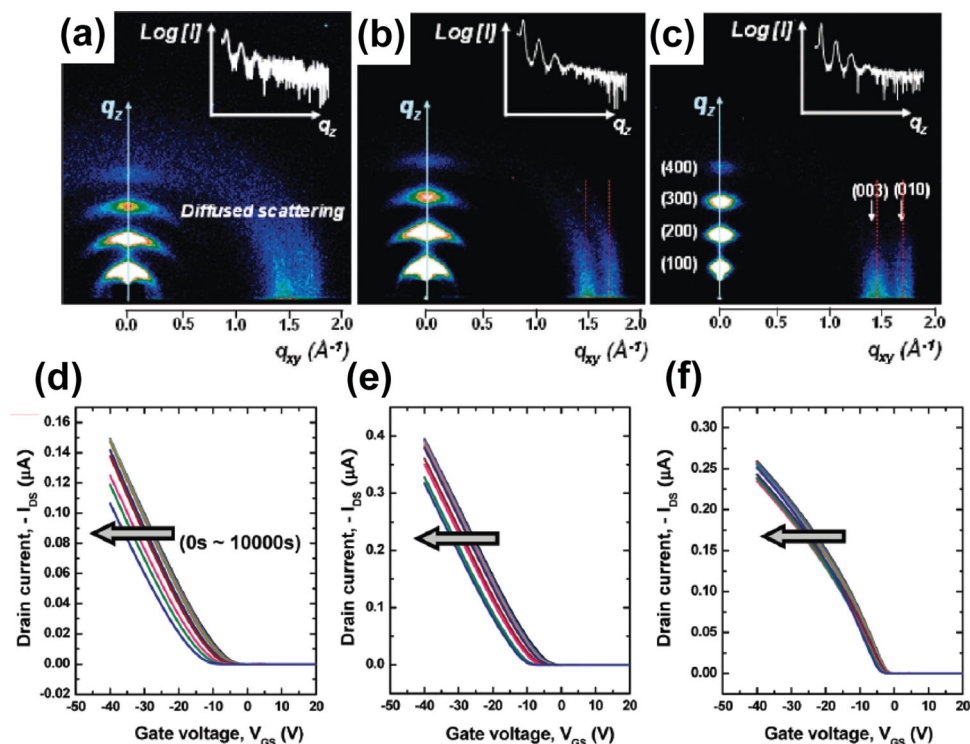 (a)
Log [I]
q_z
q_z
Diffused scattering
0.0 0.5 1.0 1.5 2.0
q_xy (Å⁻¹)
(b)
Log [I]
q_z
q_z
0.0 0.5 1.0 1.5 2.0
q_xy (Å⁻¹)
(c)
Log [I]
q_z
q_z
(400)
(300)
(200)
(100)
(003)
(010)
0.0 0.5 1.0 1.5 2.0
q_xy (Å⁻¹)
(d)
Drain current, - I_DS (μA)
0.16
0.14
0.12
0.10
0.08
0.06
0.04
0.02
0.00
-0.02
(0s ~ 10000s)
-50 -40 -30 -20 -10 0 10 20
Gate voltage, V_GS (V)
(e)
Drain current, - I_DS (μA)
0.4
0.3
0.2
0.1
0.0
-50 -40 -30 -20 -10 0 10 20
Gate voltage, V_GS (V)
(f)
Drain current, - I_DS (μA)
0.30
0.25
0.20
0.15
0.10
0.05
0.00
-50 -40 -30 -20 -10 0 10 20
Gate voltage, V_GS (V)